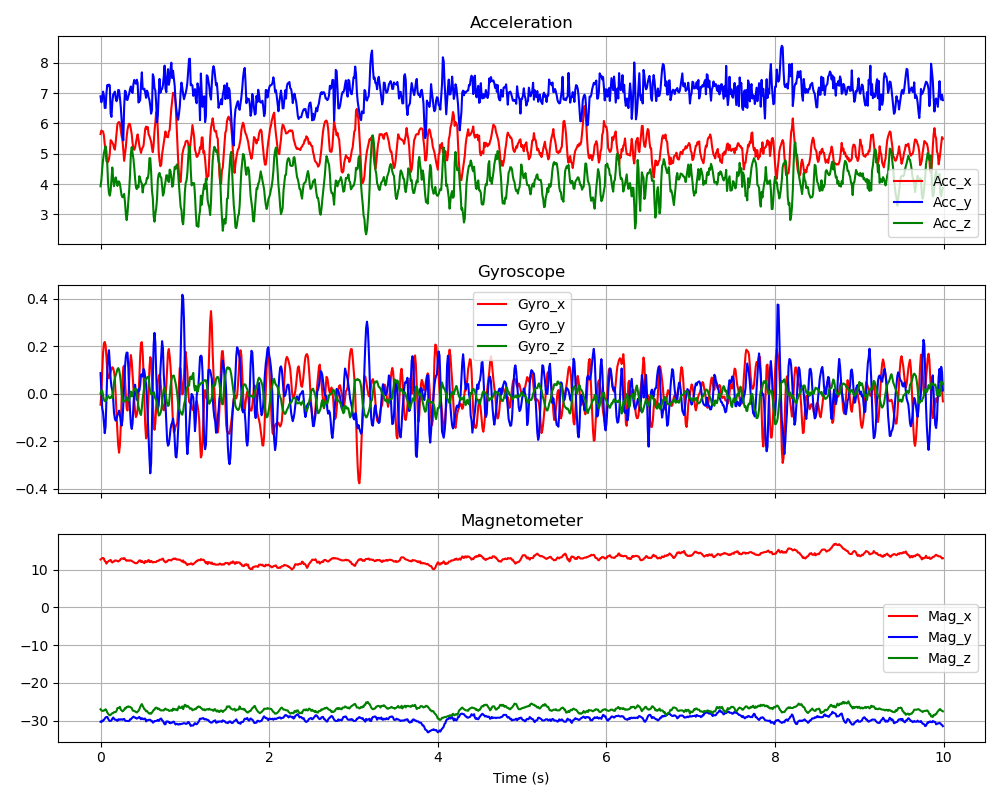 Acceleration
8
7
6
5
4
3
Acc_x
Acc_y
Acc_z
Gyroscope
0.4
0.2
0.0
−0.2
−0.4
Gyro_x
Gyro_y
Gyro_z
Magnetometer
10
0
−10
−20
−30
Mag_x
Mag_y
Mag_z
0 2 4 6 8 10
Time (s)